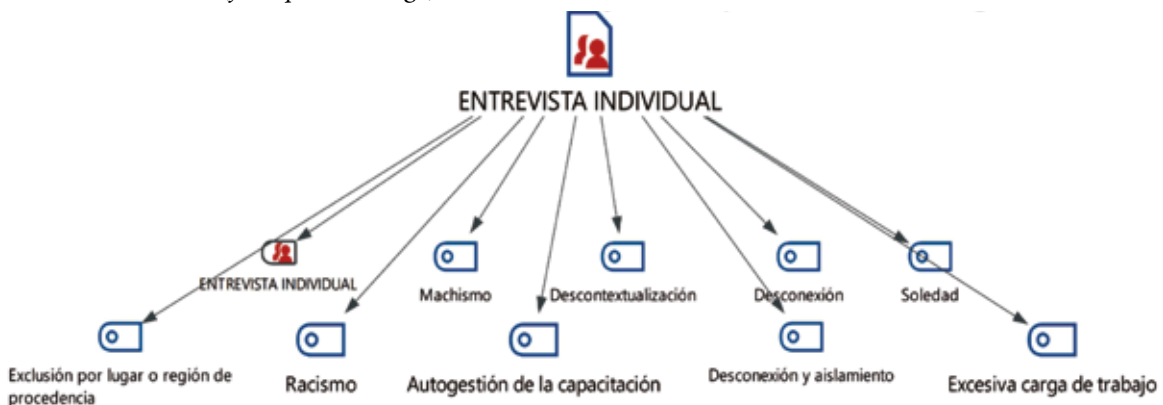 ENTREVISTA INDIVIDUAL
ENTREVISTA INDIVIDUAL
Machismo
Descontextualización
Desconexión
Soledad
Exclusión por lugar o región de
procedencia
Racismo
Autogestión de la capacitación
Desconexión y aislamiento
Excesiva carga de trabajo